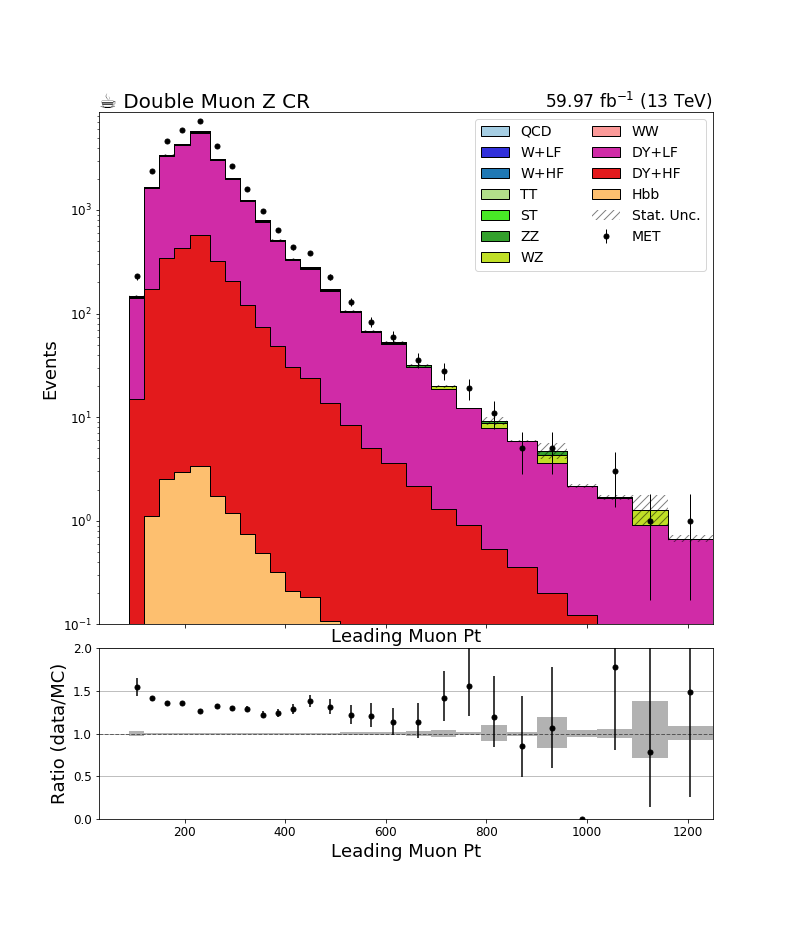 ☕ Double Muon Z CR 59.97 fb⁻¹ (13 TeV)
QCD WW
W+LF DY+LF
W+HF DY+HF
TT Hbb
ST Stat. Unc.
ZZ MET
WZ
10³
10²
10¹
10⁰
10⁻¹
Events
Leading Muon Pt
2.0
1.5
1.0
0.5
0.0
Ratio (data/MC)
200 400 600 800 1000 1200
Leading Muon Pt